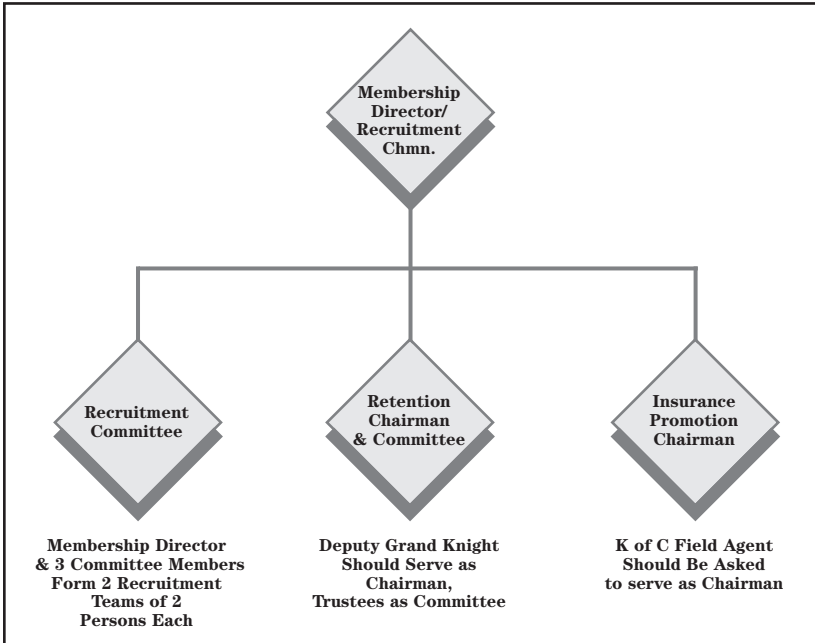 Membership
Director/
Recruitment
Chmn.
Recruitment
Committee
Retention
Chairman
& Committee
Insurance
Promotion
Chairman
Membership Director
& 3 Committee Members
Form 2 Recruitment
Teams of 2
Persons Each
Deputy Grand Knight
Should Serve as
Chairman,
Trustees as Committee
K of C Field Agent
Should Be Asked
to serve as Chairman